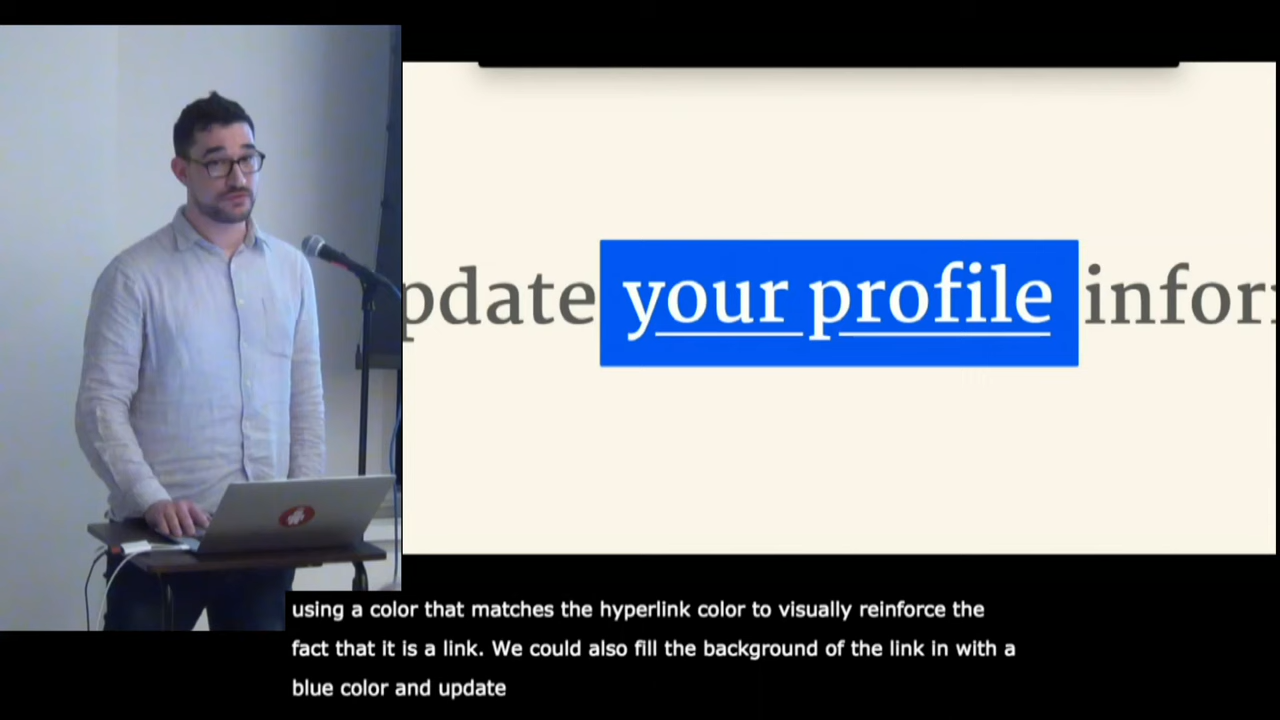 pdate your profile infor
using a color that matches the hyperlink color to visually reinforce the
fact that it is a link. We could also fill the background of the link in with a
blue color and update